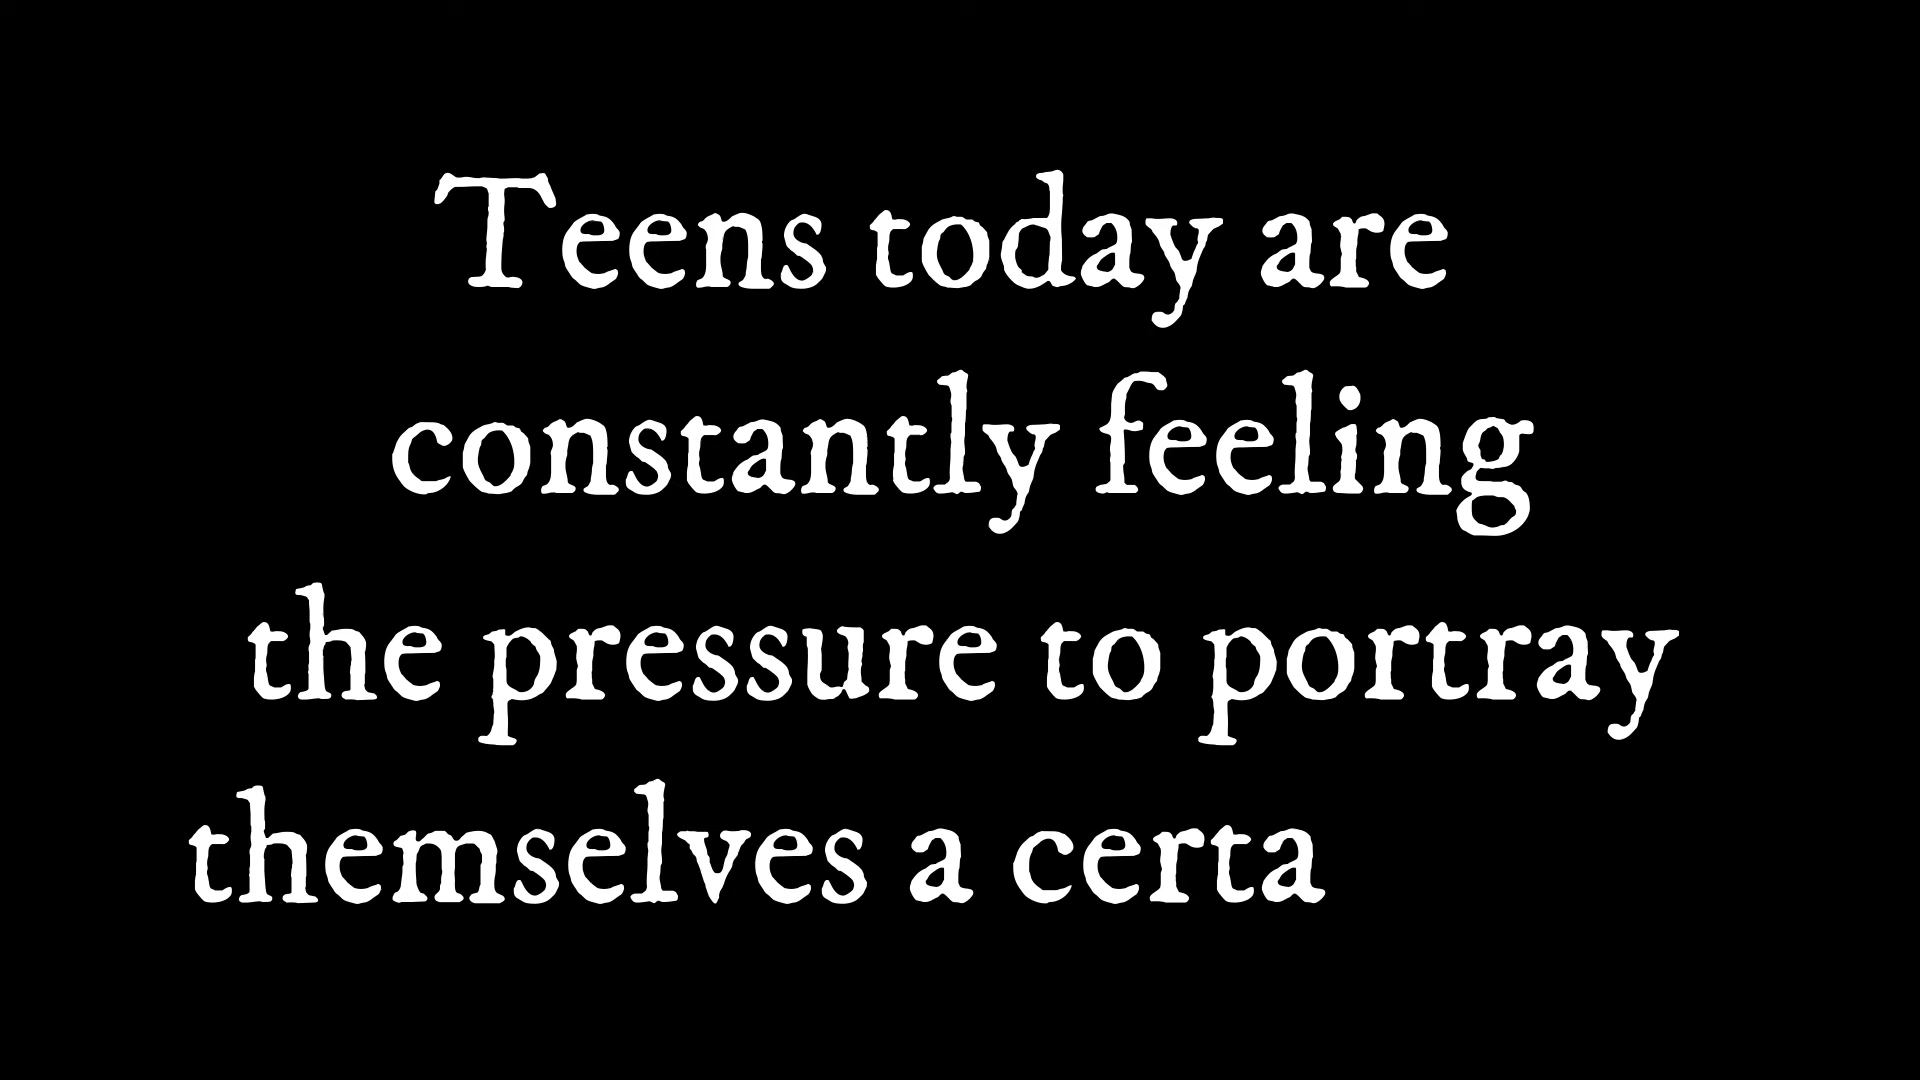 Teens today are
constantly feeling
the pressure to portray
themselves a certa